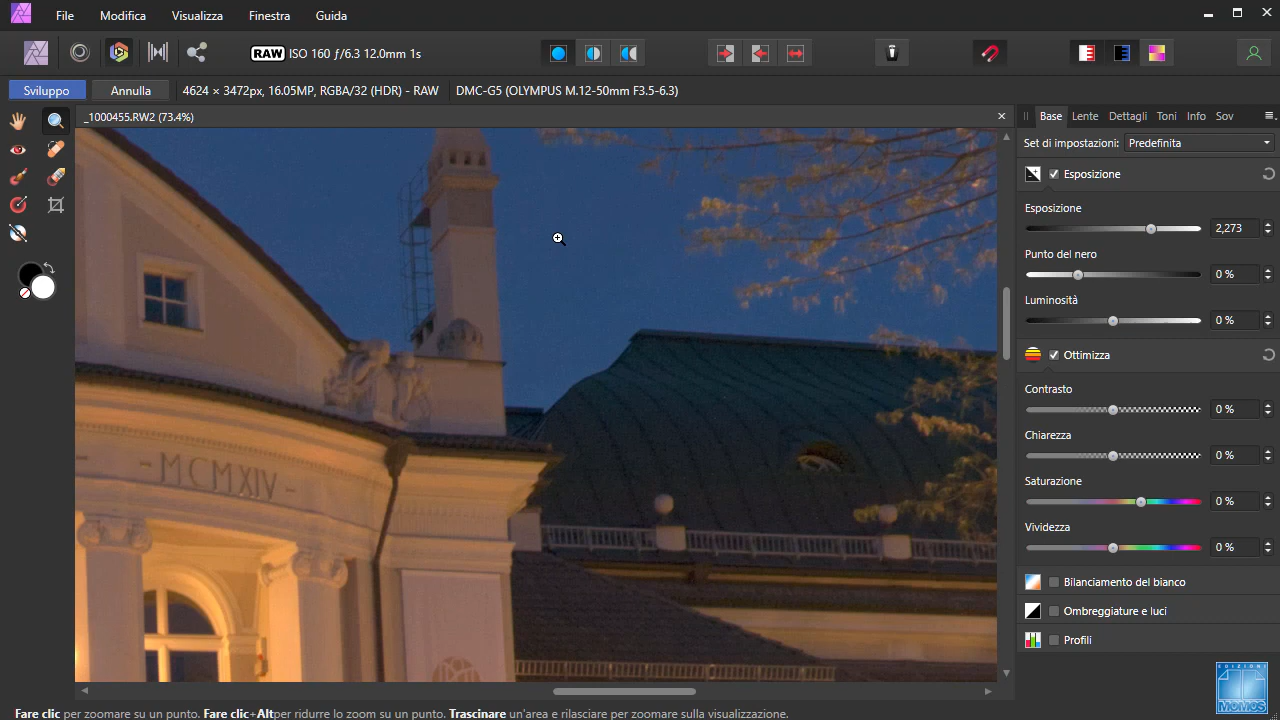 File Modifica Visualizza Finestra Guida
RAW ISO 160 ƒ/6.3 12.0mm 1s
Sviluppo Annulla 4624 × 3472px, 16.05MP, RGBA/32 (HDR) - RAW DMC-G5 (OLYMPUS M.12-50mm F3.5-6.3)
_1000455.RW2 (73.4%)
Base Lente Dettagli Toni Info Sov
Set di impostazioni: Predefinita
Esposizione
Esposizione
2,273
Punto del nero
0 %
Luminosità
0 %
Ottimizza
Contrasto
0 %
Chiarezza
0 %
Saturazione
0 %
Vividezza
0 %
Bilanciamento del bianco
Ombreggiature e luci
Profili
- MCMXIV -
EDIZIONI
MOMOS
Fare clic per zoomare su un punto. Fare clic+Alt per ridurre lo zoom su un punto. Trascinare un'area e rilasciare per zoomare sulla visualizzazione.